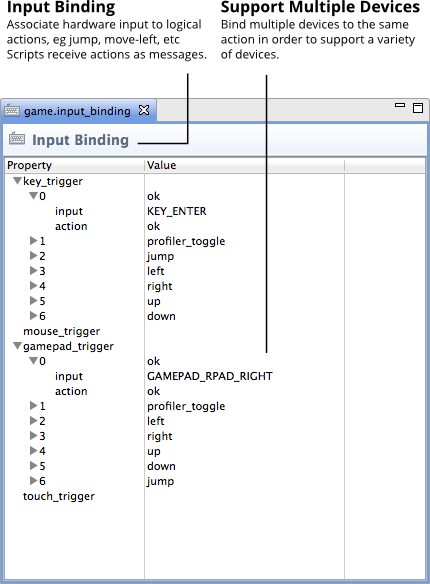 Input Binding
Associate hardware input to logical
actions, eg jump, move-left, etc
Scripts receive actions as messages.
Support Multiple Devices
Bind multiple devices to the same
action in order to support a variety
of devices.
game.input_binding
Input Binding
Property Value
key_trigger
0 ok
input KEY_ENTER
action ok
1 profiler_toggle
2 jump
3 left
4 right
5 up
6 down
mouse_trigger
gamepad_trigger
0 ok
input GAMEPAD_RPAD_RIGHT
action ok
1 profiler_toggle
2 left
3 right
4 up
5 down
6 jump
touch_trigger